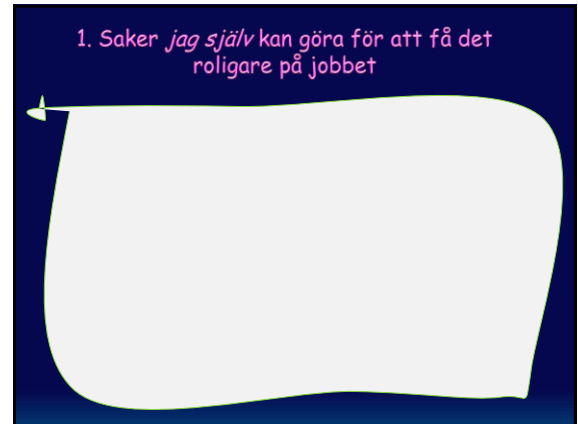 1. Saker jag själv kan göra för att få det
roligare på jobbet